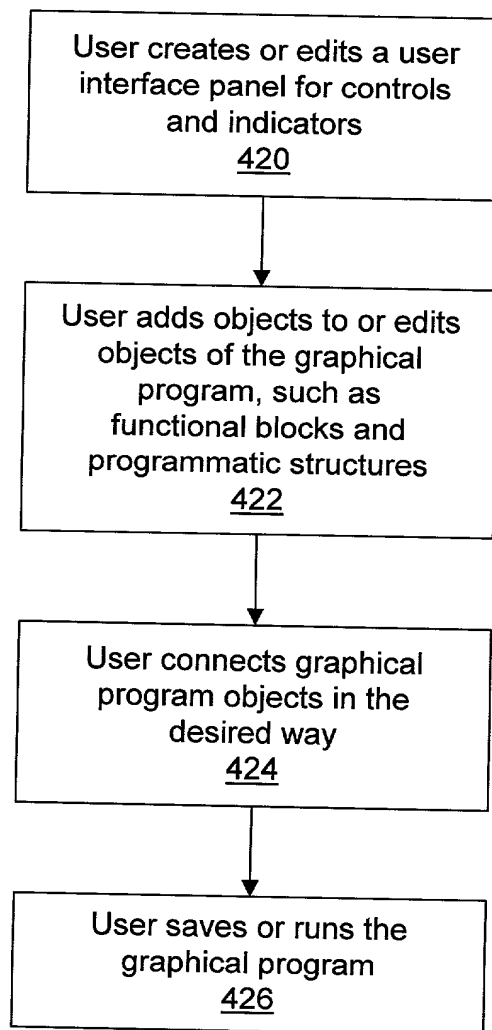 User creates or edits a user
interface panel for controls
and indicators
420
User adds objects to or edits
objects of the graphical
program, such as
functional blocks and
programmatic structures
422
User connects graphical
program objects in the
desired way
424
User saves or runs the
graphical program
426